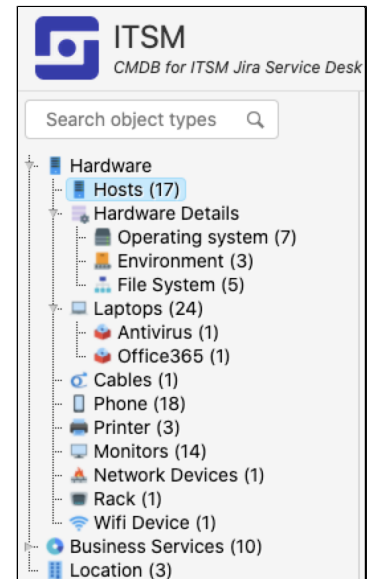 ITSM
CMDB for ITSM Jira Service Desk
Search object types
Hardware
Hosts (17)
Hardware Details
Operating system (7)
Environment (3)
File System (5)
Laptops (24)
Antivirus (1)
Office365 (1)
Cables (1)
Phone (18)
Printer (3)
Monitors (14)
Network Devices (1)
Rack (1)
Wifi Device (1)
Business Services (10)
Location (3)